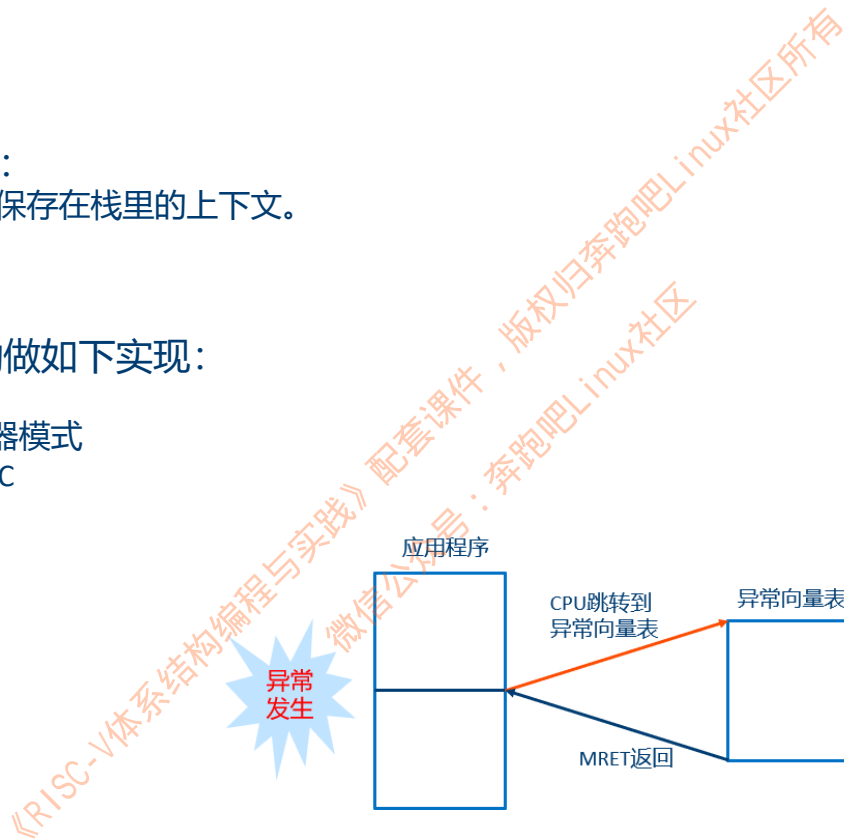 ：
保存在栈里的上下文。
做如下实现：
器模式
C
应用程序
CPU跳转到
异常向量表
异常向量表
异常
发生
MRET返回
《RISC-V体系结构编程与实践》配套课件，版权归奔跑吧Linux社区所有
微信公众号：奔跑吧Linux社区